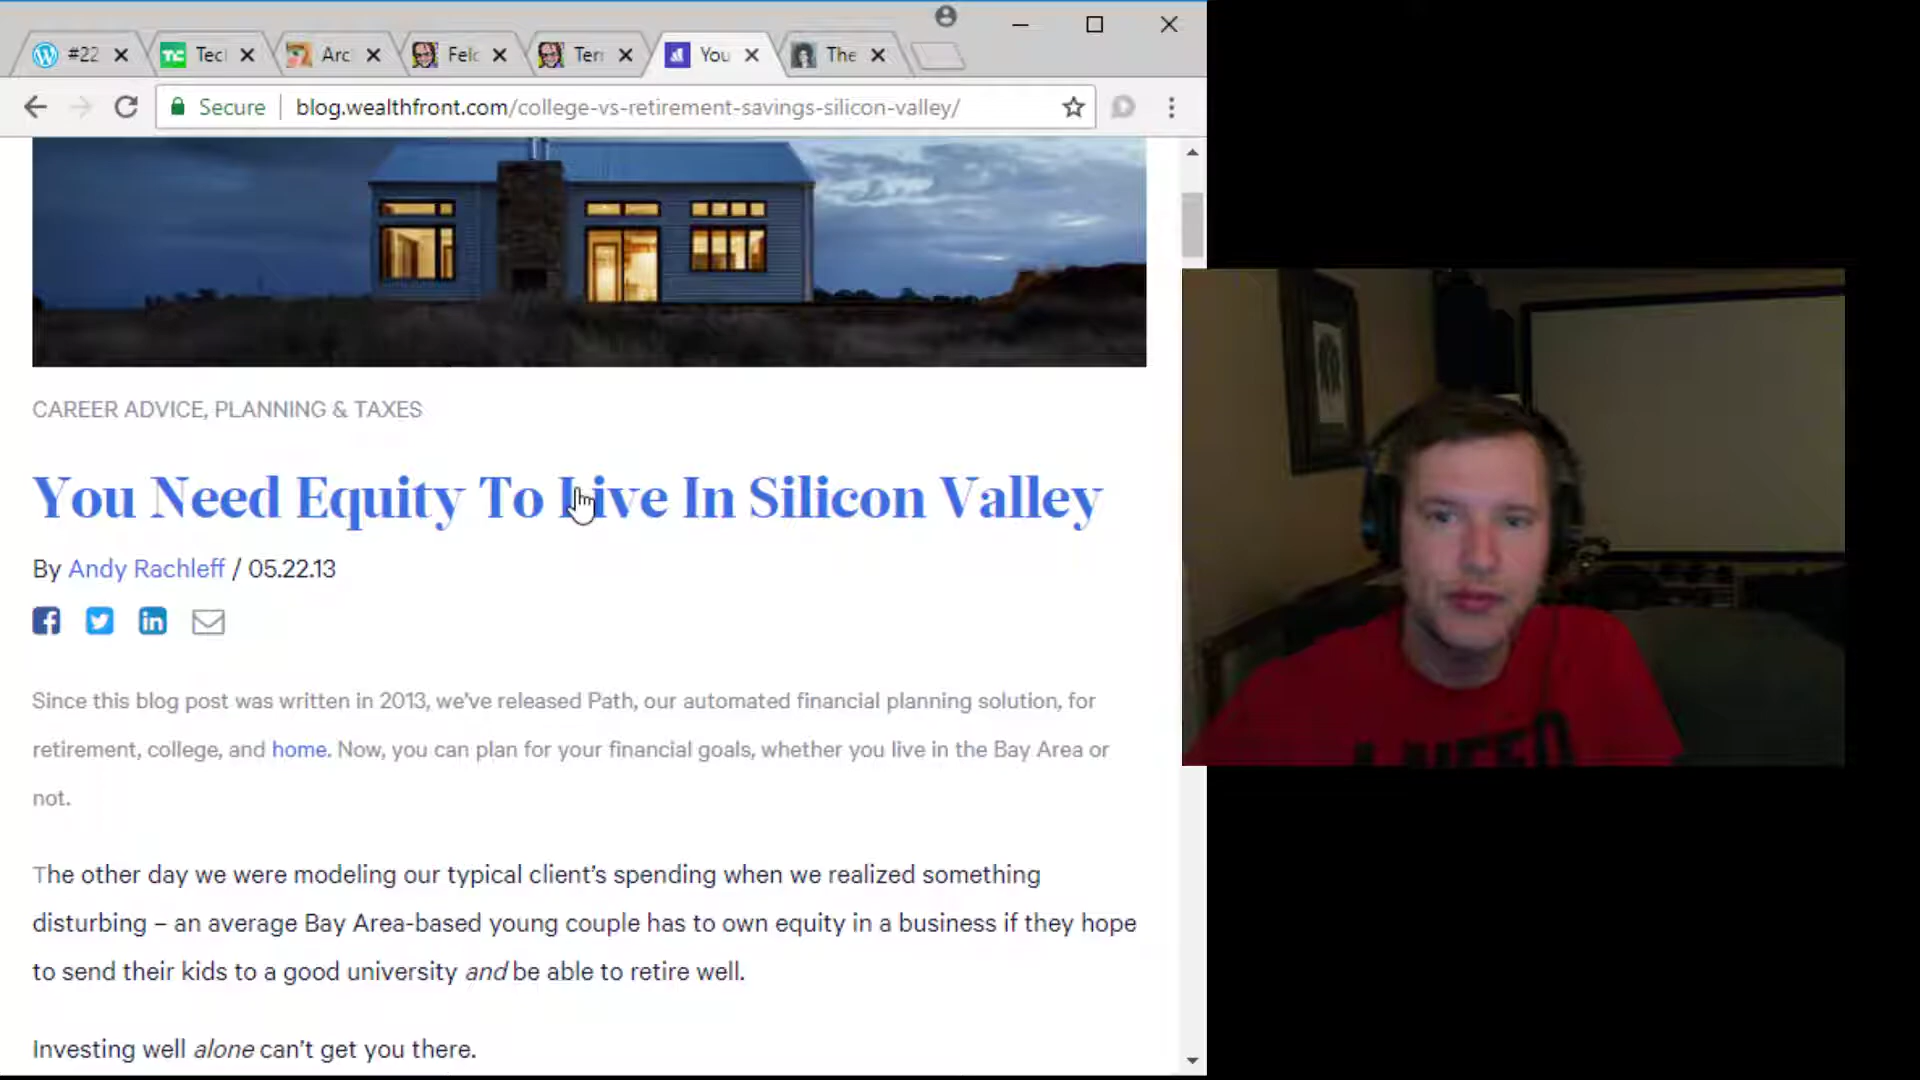 #22
Tecl
Arc
Felc
Terr
You
The
Secure
blog.wealthfront.com/college-vs-retirement-savings-silicon-valley/
CAREER ADVICE, PLANNING & TAXES
You Need Equity To Live In Silicon Valley
By Andy Rachleff / 05.22.13
Since this blog post was written in 2013, we've released Path, our automated financial planning solution, for
retirement, college, and home. Now, you can plan for your financial goals, whether you live in the Bay Area or
not.
The other day we were modeling our typical client's spending when we realized something
disturbing – an average Bay Area-based young couple has to own equity in a business if they hope
to send their kids to a good university and be able to retire well.
Investing well alone can't get you there.
I NEED